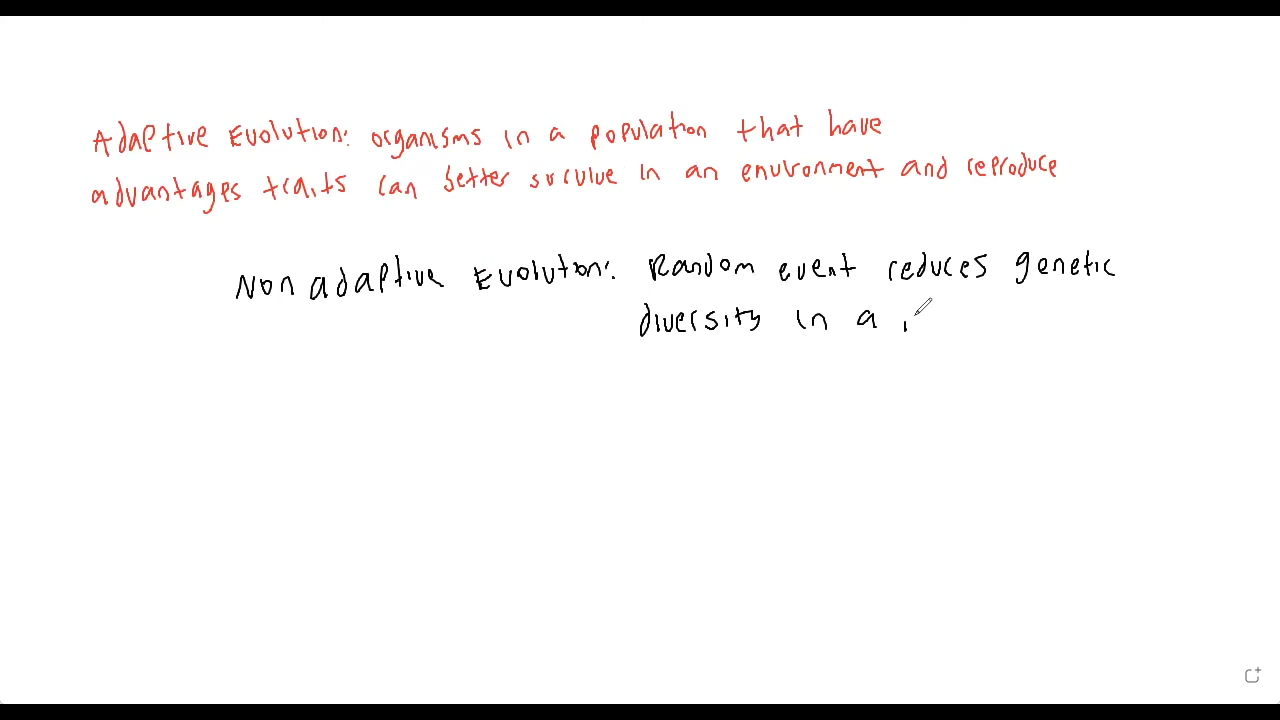 Adaptive Evolution: organisms in a population that have
advantages traits can better survive in an environment and reproduce
Non adaptive Evolution: Random event reduces genetic
diversity in a